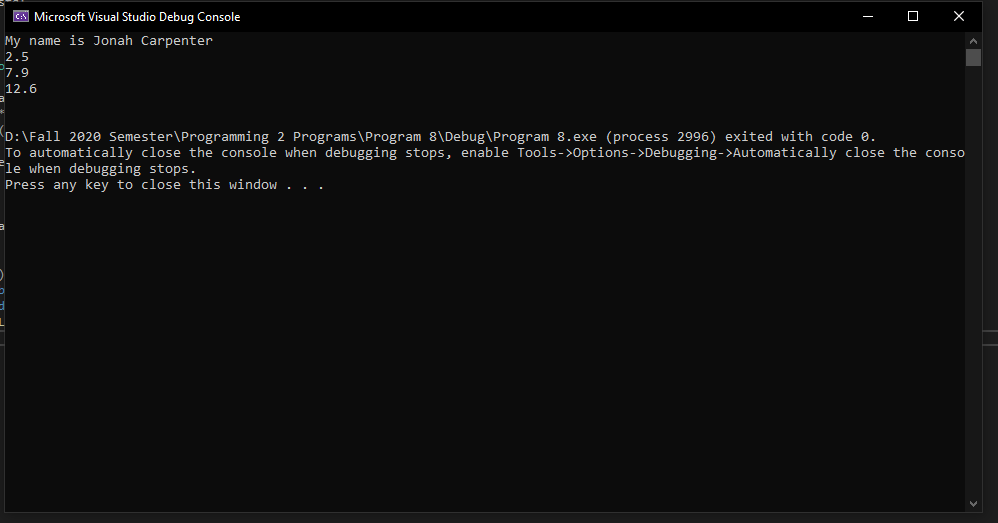 Microsoft Visual Studio Debug Console
My name is Jonah Carpenter
2.5
7.9
12.6
D:\Fall 2020 Semester\Programming 2 Programs\Program 8\Debug\Program 8.exe (process 2996) exited with code 0.
To automatically close the console when debugging stops, enable Tools->Options->Debugging->Automatically close the conso
le when debugging stops.
Press any key to close this window . . .